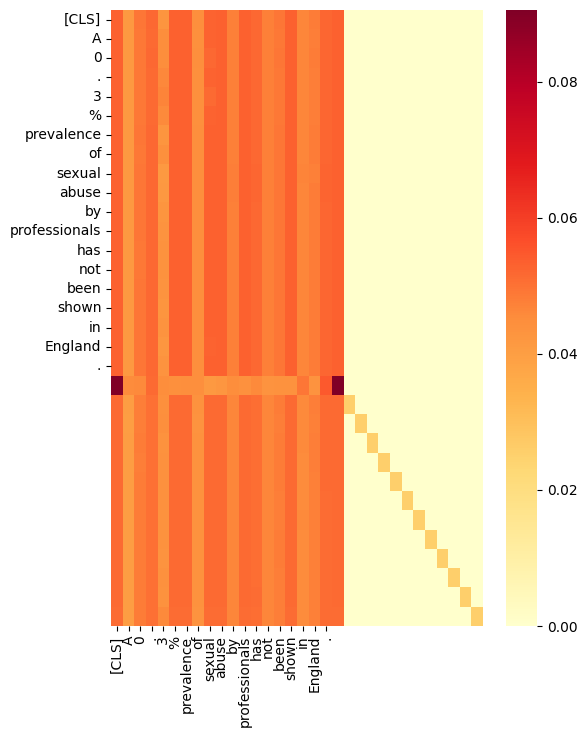 [CLS]
A
0
.
3
%
prevalence
of
sexual
abuse
by
professionals
has
not
been
shown
in
England
.
0.08
0.06
0.04
0.02
0.00
[CLS]
A
0
.
3
%
prevalence
of
sexual
abuse
by
professionals
has
not
been
shown
in
England
.